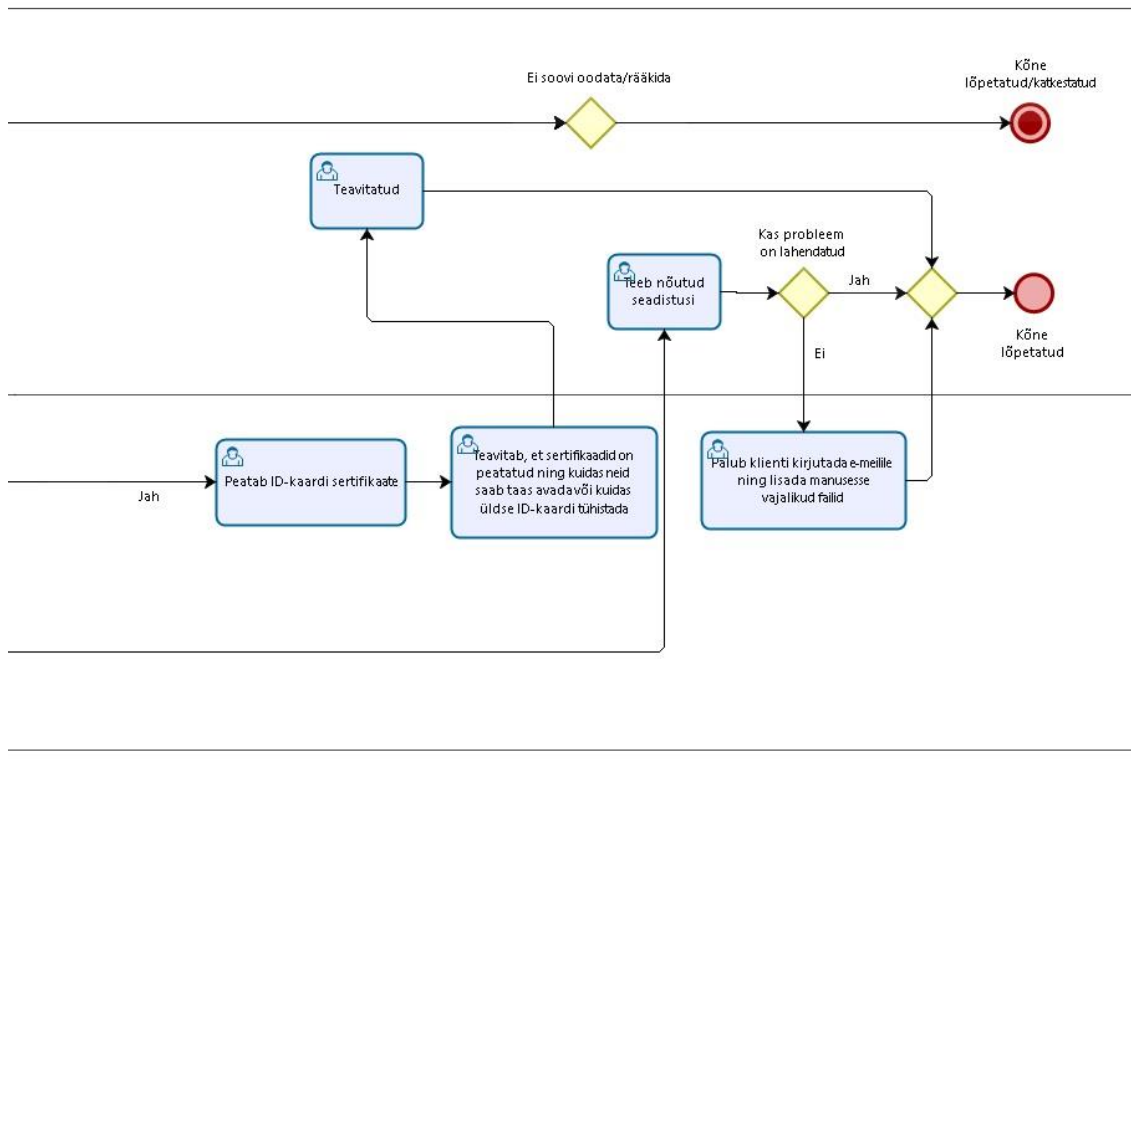 Ei soovi oodata/rääkida
Kõne
lõpetatud/katkestatud
Teavitatud
Kas probleem
on lahendatud
Teeb nõutud
seadistusi
Jah
Kõne
lõpetatud
Ei
Jah
Peatab ID-kaardi sertifikaate
Teavitab, et sertifikaadid on
peatatud ning kuidas neid
saab taas avada või kuidas
üldse ID-kaardi tühistada
Palub klienti kirjutada e-meilile
ning lisada manusesse
vajalikud failid